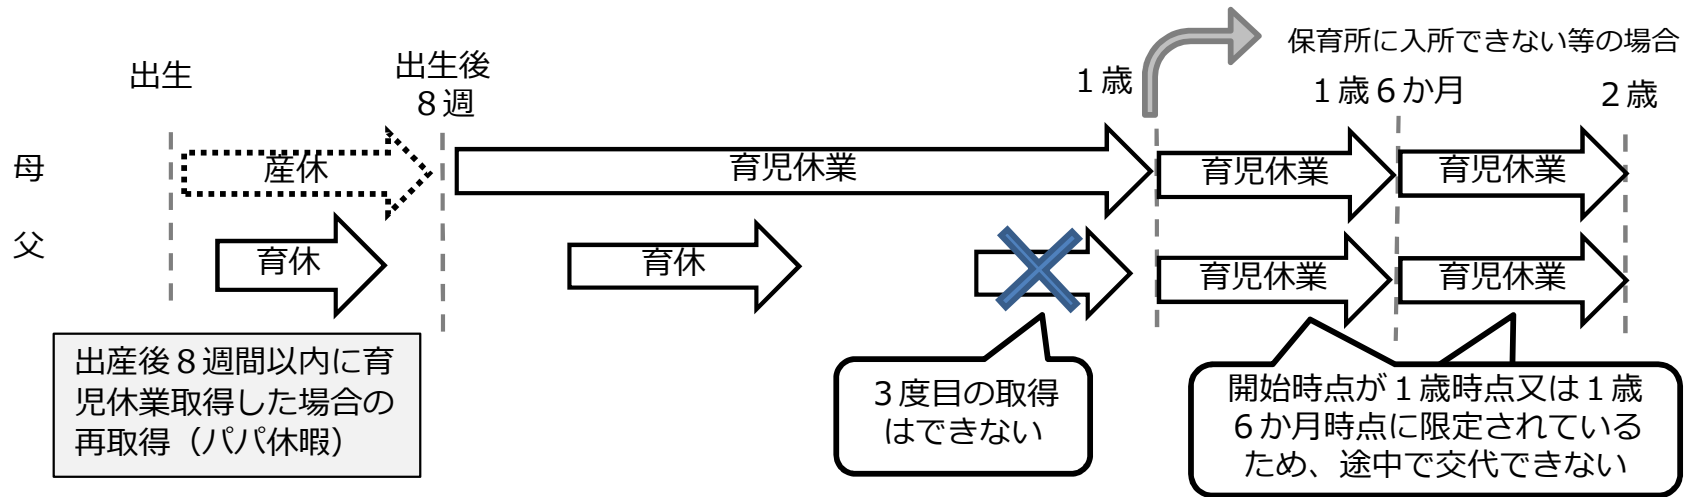 保育所に入所できない等の場合
出生
出生後
８週
１歳
１歳６か月
２歳
母
産休
育児休業
育児休業
育児休業
父
育休
育休
育児休業
育児休業
出産後８週間以内に育
児休業取得した場合の
再取得（パパ休暇）
３度目の取得
はできない
開始時点が１歳時点又は１歳
６か月時点に限定されている
ため、途中で交代できない